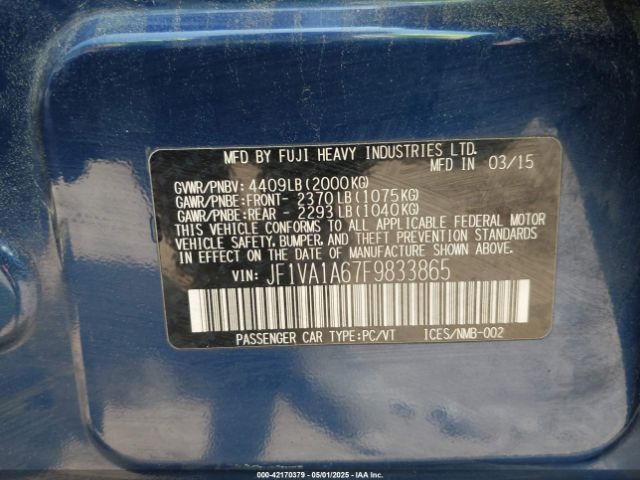 MFD BY FUJI HEAVY INDUSTRIES LTD.
MFD IN 03/15
GVWR/PNBV: 4409LB(2000KG)
GAWR/PNBE:FRONT- 2370LB(1075KG)
GAWR/PNBE:REAR - 2293LB(1040KG)
THIS VEHICLE CONFORMS TO ALL APPLICABLE FEDERAL MOTOR
VEHICLE SAFETY, BUMPER, AND THEFT PREVENTION STANDARDS
IN EFFECT ON THE DATE OF MANUFACTURE SHOWN ABOVE.
VIN: JF1VA1A67F9833865
PASSENGER CAR TYPE:PC/VT ICES/NMB-002
000-42170379 - 05/01/2025 - IAA Inc.